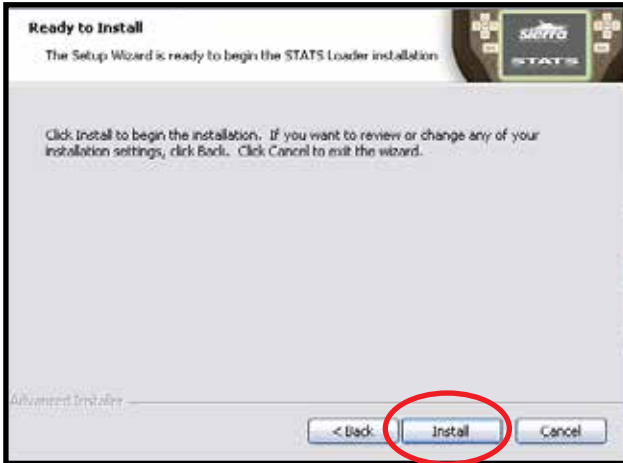 Ready to Install
The Setup Wizard is ready to begin the STATS Loader installation
sierra
STATS
Click Install to begin the installation. If you want to review or change any of your
installation settings, click Back. Click Cancel to exit the wizard.
Advanced Installer
< Back
Install
Cancel